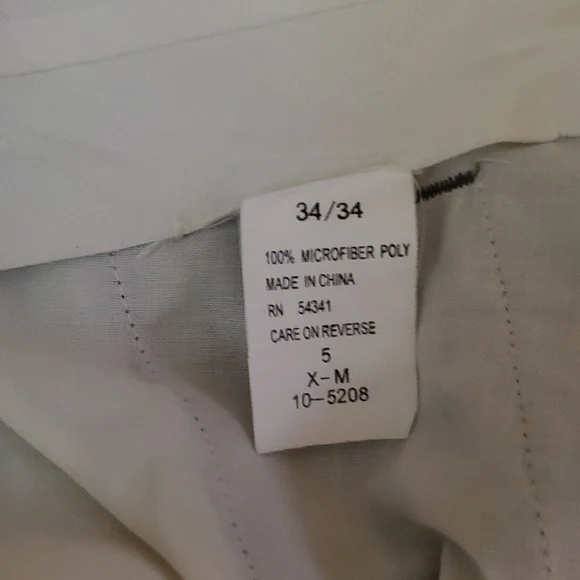 34/34
100% MICROFIBER POLY
MADE IN CHINA
RN 54341
CARE ON REVERSE
5
X-M
10-5208